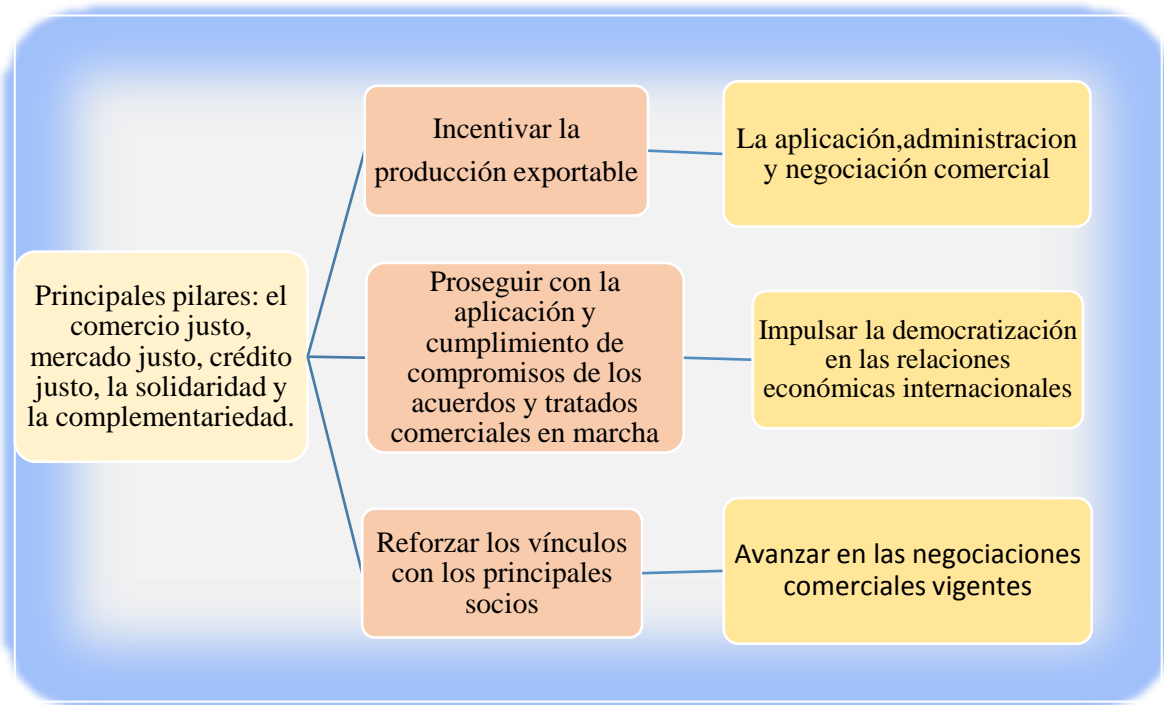 Principales pilares: el
comercio justo,
mercado justo, crédito
justo, la solidaridad y
la complementariedad.
Incentivar la
producción exportable
La aplicación,administracion
y negociación comercial
Proseguir con la
aplicación y
cumplimiento de
compromisos de los
acuerdos y tratados
comerciales en marcha
Impulsar la democratización
en las relaciones
económicas internacionales
Reforzar los vínculos
con los principales
socios
Avanzar en las negociaciones
comerciales vigentes